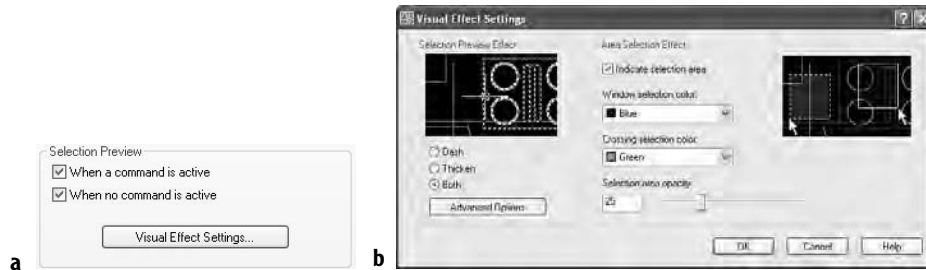 Selection Preview
When a command is active
When no command is active
Visual Effect Settings...
a
Visual Effect Settings
Selection Preview Effect
Dash
Thicken
Both
Advanced Options
Area Selection Effect
Indicate selection area
Window selection color:
Blue
Crossing selection color:
Green
Selection area opacity:
25
OK
Cancel
Help
b